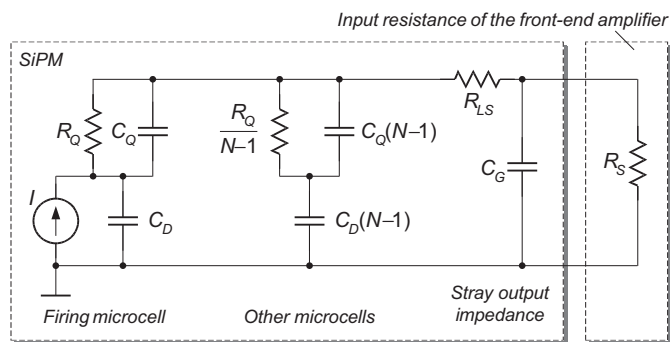 Input resistance of the front-end amplifier
SiPM
R_Q
C_Q
R_Q
N–1
C_Q(N–1)
R_LS
C_G
R_S
I
C_D
C_D(N–1)
Firing microcell
Other microcells
Stray output
impedance